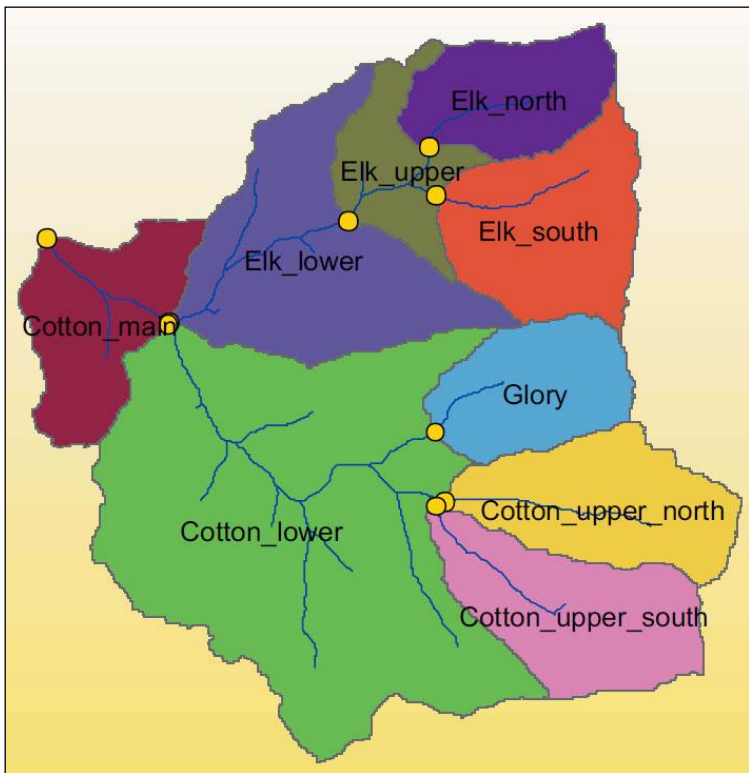 Elk_north
Elk_upper
Elk_south
Elk_lower
Cotton_main
Glory
Cotton_upper_north
Cotton_lower
Cotton_upper_south